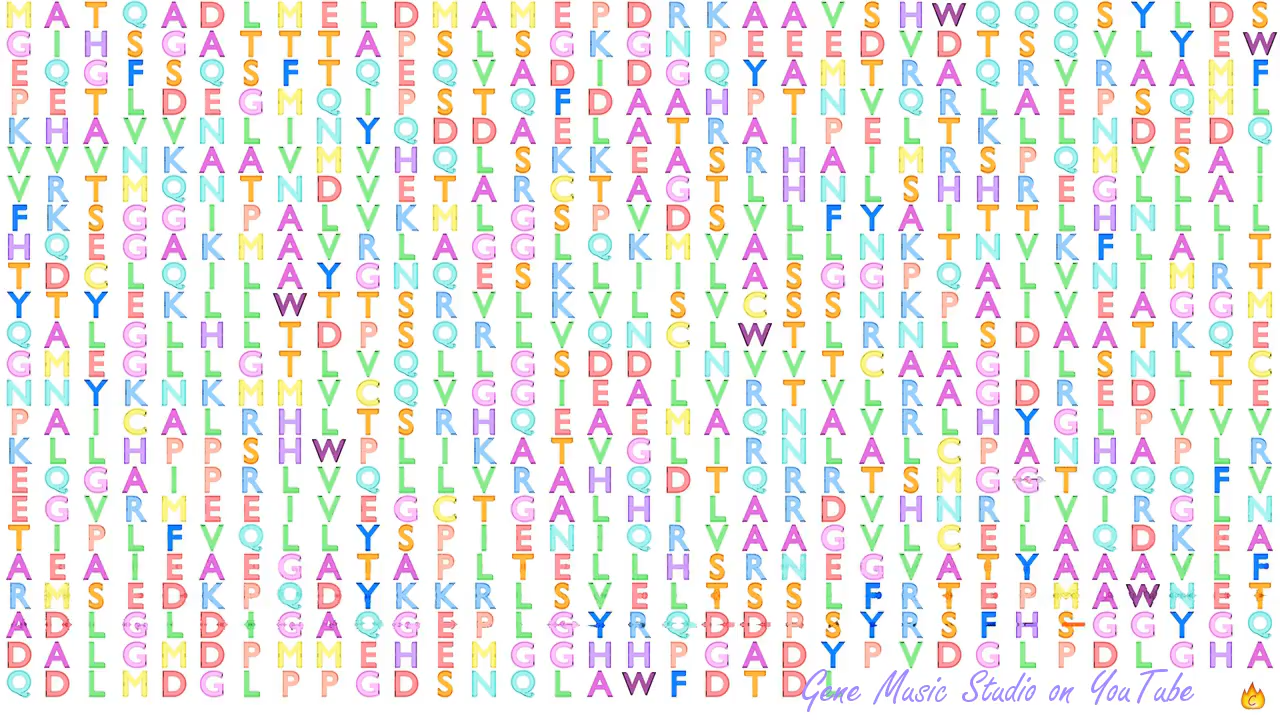 MATQADLMELDMAMEPDRKAAVSHWQQQSYLDS
GIHSGATTTAPSLSGKGNPEEEDVDTSQVLYEW
EQGFSQSFTQEQVADIDGQYAMTRAQRVRAAMF
PETLDEGMQIPSTQFDAAHPTNVQRLAEPSQML
KHAVVNLINYQDDAELATRAIPELTKLLNDEDQ
VVVNKAAVMVHQLSKKEASRHAIMRSPQMVSAI
VRTMQNTNDVETARCTAGTLHNLSHHREGLLAI
FKSGGIPALVKMLGSPVDSVLFYAITTLHNLLL
HQEGAKMAVRLAGGLQKMVALLNKTNVKFLAIT
TDCLQILAYGNQESKLIILASGGPQALVNIMRT
YTYEKLLWTTSRVLKVLSVCSSNKPAIVEAGGM
QALGLHLTDPSQRLVQNCLWTLRNLSDAATKQE
GMEGLLGTLVQLLGSDDINVVTCAAGILSNLTC
NNYKNKMMVCQVGGIEALVRTVLRAGDREDITE
PAICALRHLTSRHQEAEMAQNAVRLHYGLPVVV
KLLHPPSHWPLIKATVGLIRNLALCPANHAPLR
EQGAIPRLVQLLVRAHQDTQRRTSMGGTQQQFV
EGVRMEEIVEGCTGALHILARDVHNRIVIRGLN
TIPLFVQLLYSPIENIQRVAAGVLCELAQDKEA
AEAIEAEGATAPLTELLHSRNEGVATYAAAVLF
RMSEDKPQDYKKRLSVELTSSLFRTEPMAWNET
ADLGLDIGAQGEPLGYRQDDPSYRSFHSGGYGQ
DALGMDPMMEHEMGGHHPGADYPVDGLPDLGHA
QDLMDGLPPGDSNQLAWFDTDL
Gene Music Studio on YouTube